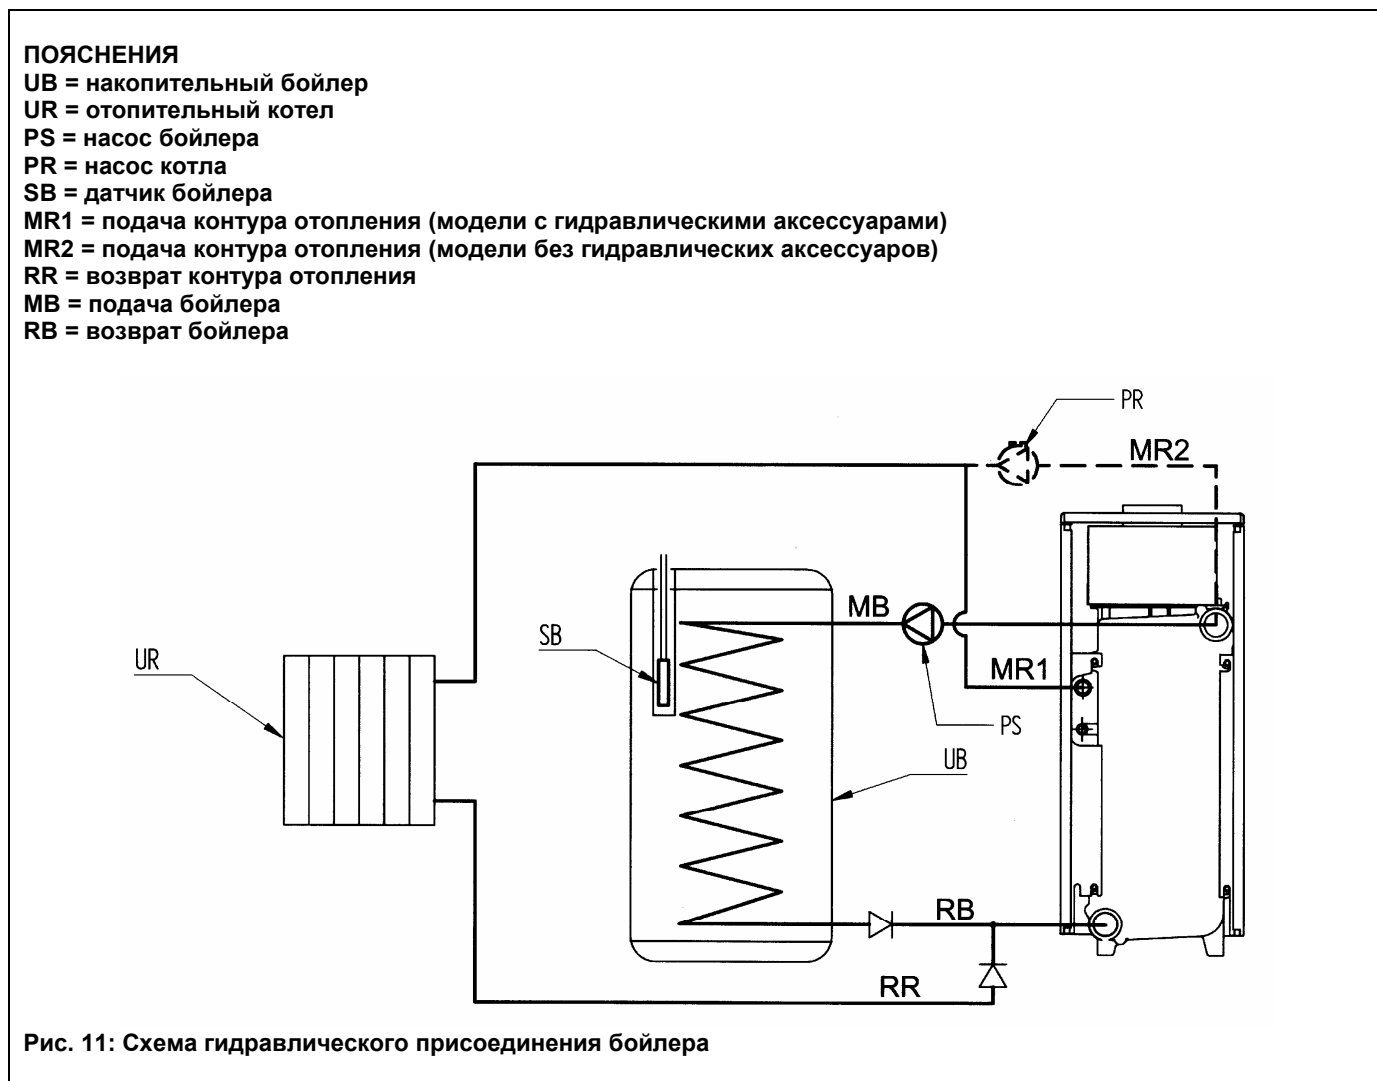 ПОЯСНЕНИЯ
UB = накопительный бойлер
UR = отопительный котел
PS = насос бойлера
PR = насос котла
SB = датчик бойлера
MR1 = подача контура отопления (модели с гидравлическими аксессуарами)
MR2 = подача контура отопления (модели без гидравлических аксессуаров)
RR = возврат контура отопления
MB = подача бойлера
RB = возврат бойлера
PR
MR2
MB
SB
UR
MR1
PS
UB
RB
RR
Рис. 11: Схема гидравлического присоединения бойлера